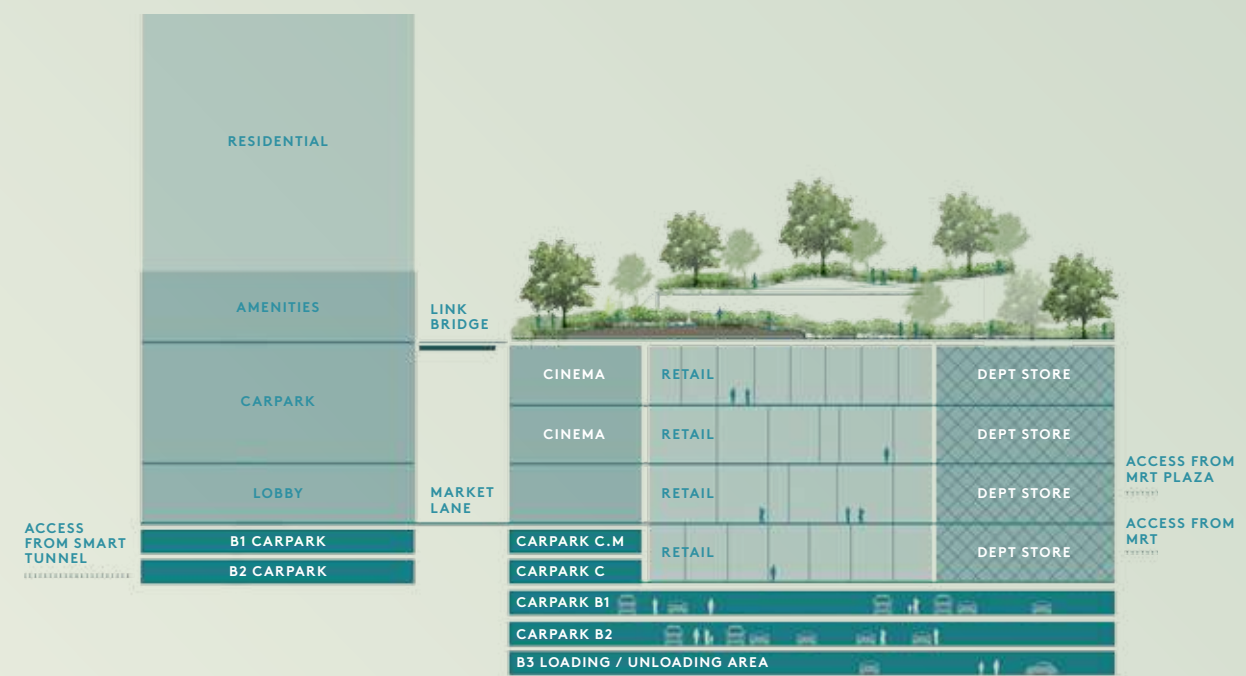 RESIDENTIAL
AMENITIES
LINK
BRIDGE
CARPARK
LOBBY
MARKET
LANE
ACCESS
FROM SMART
TUNNEL
B1 CARPARK
B2 CARPARK
CINEMA
RETAIL
DEPT STORE
CINEMA
RETAIL
DEPT STORE
RETAIL
DEPT STORE
ACCESS FROM
MRT PLAZA
CARPARK C.M
RETAIL
DEPT STORE
ACCESS FROM
MRT
CARPARK C
CARPARK B1
CARPARK B2
B3 LOADING / UNLOADING AREA